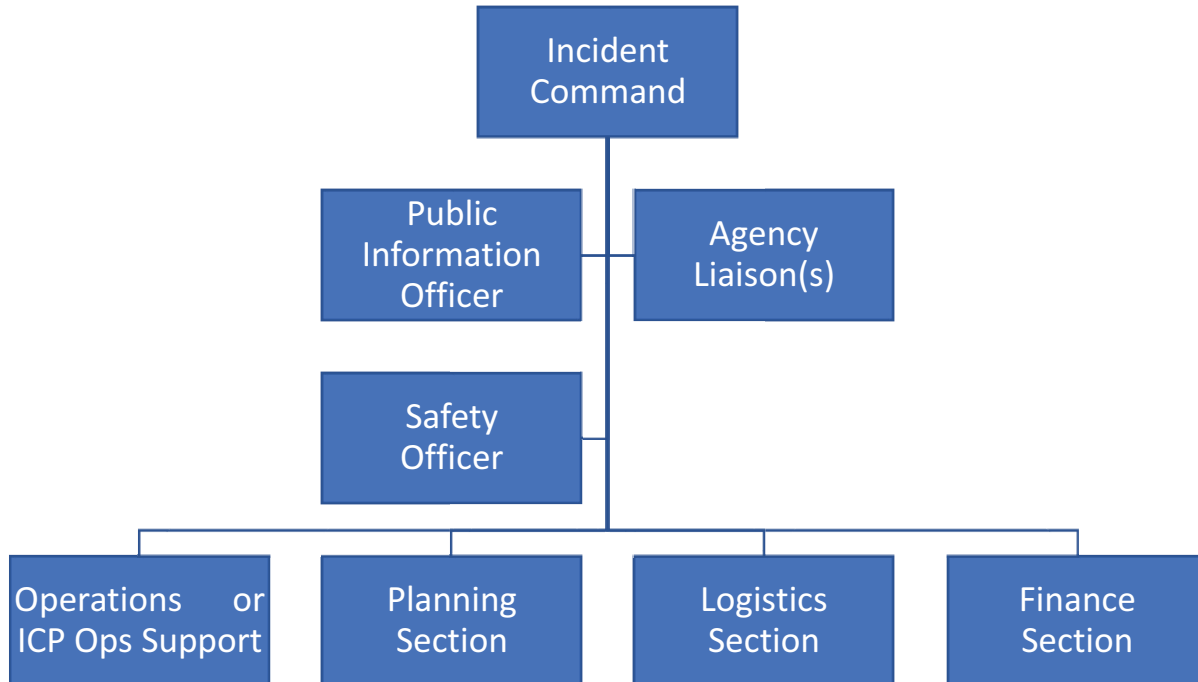 Incident
Command
Public
Information
Officer
Agency
Liaison(s)
Safety
Officer
Operations or
ICP Ops Support
Planning
Section
Logistics
Section
Finance
Section